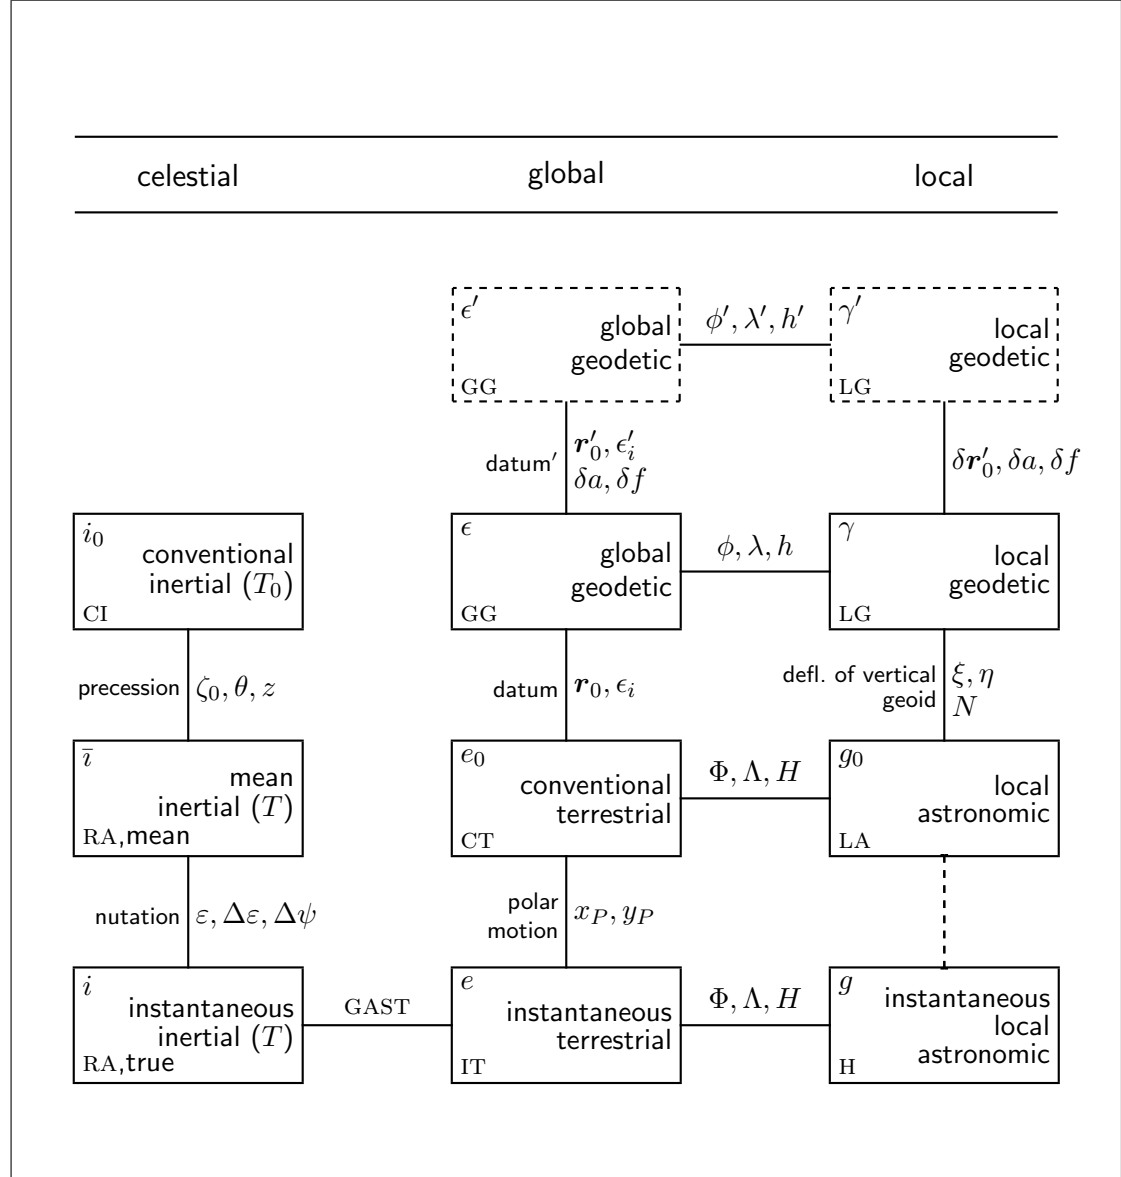 celestial global local
ϵ′
global
geodetic
GG
ϕ′, λ′, h′
γ′
local
geodetic
LG
datum′
r′₀, ϵ′ᵢ
δa, δf
δr′₀, δa, δf
i₀
conventional
inertial (T₀)
CI
ϵ
global
geodetic
GG
ϕ, λ, h
γ
local
geodetic
LG
precession ζ₀, θ, z
datum r₀, ϵᵢ
defl. of vertical
geoid
ξ, η
N
ī
mean
inertial (T)
RA,mean
e₀
conventional
terrestrial
CT
Φ, Λ, H
g₀
local
astronomic
LA
nutation ε, Δε, Δψ
polar
motion
x_P, y_P
i
instantaneous
inertial (T)
RA,true
GAST
e
instantaneous
terrestrial
IT
Φ, Λ, H
g
instantaneous
local
astronomic
H